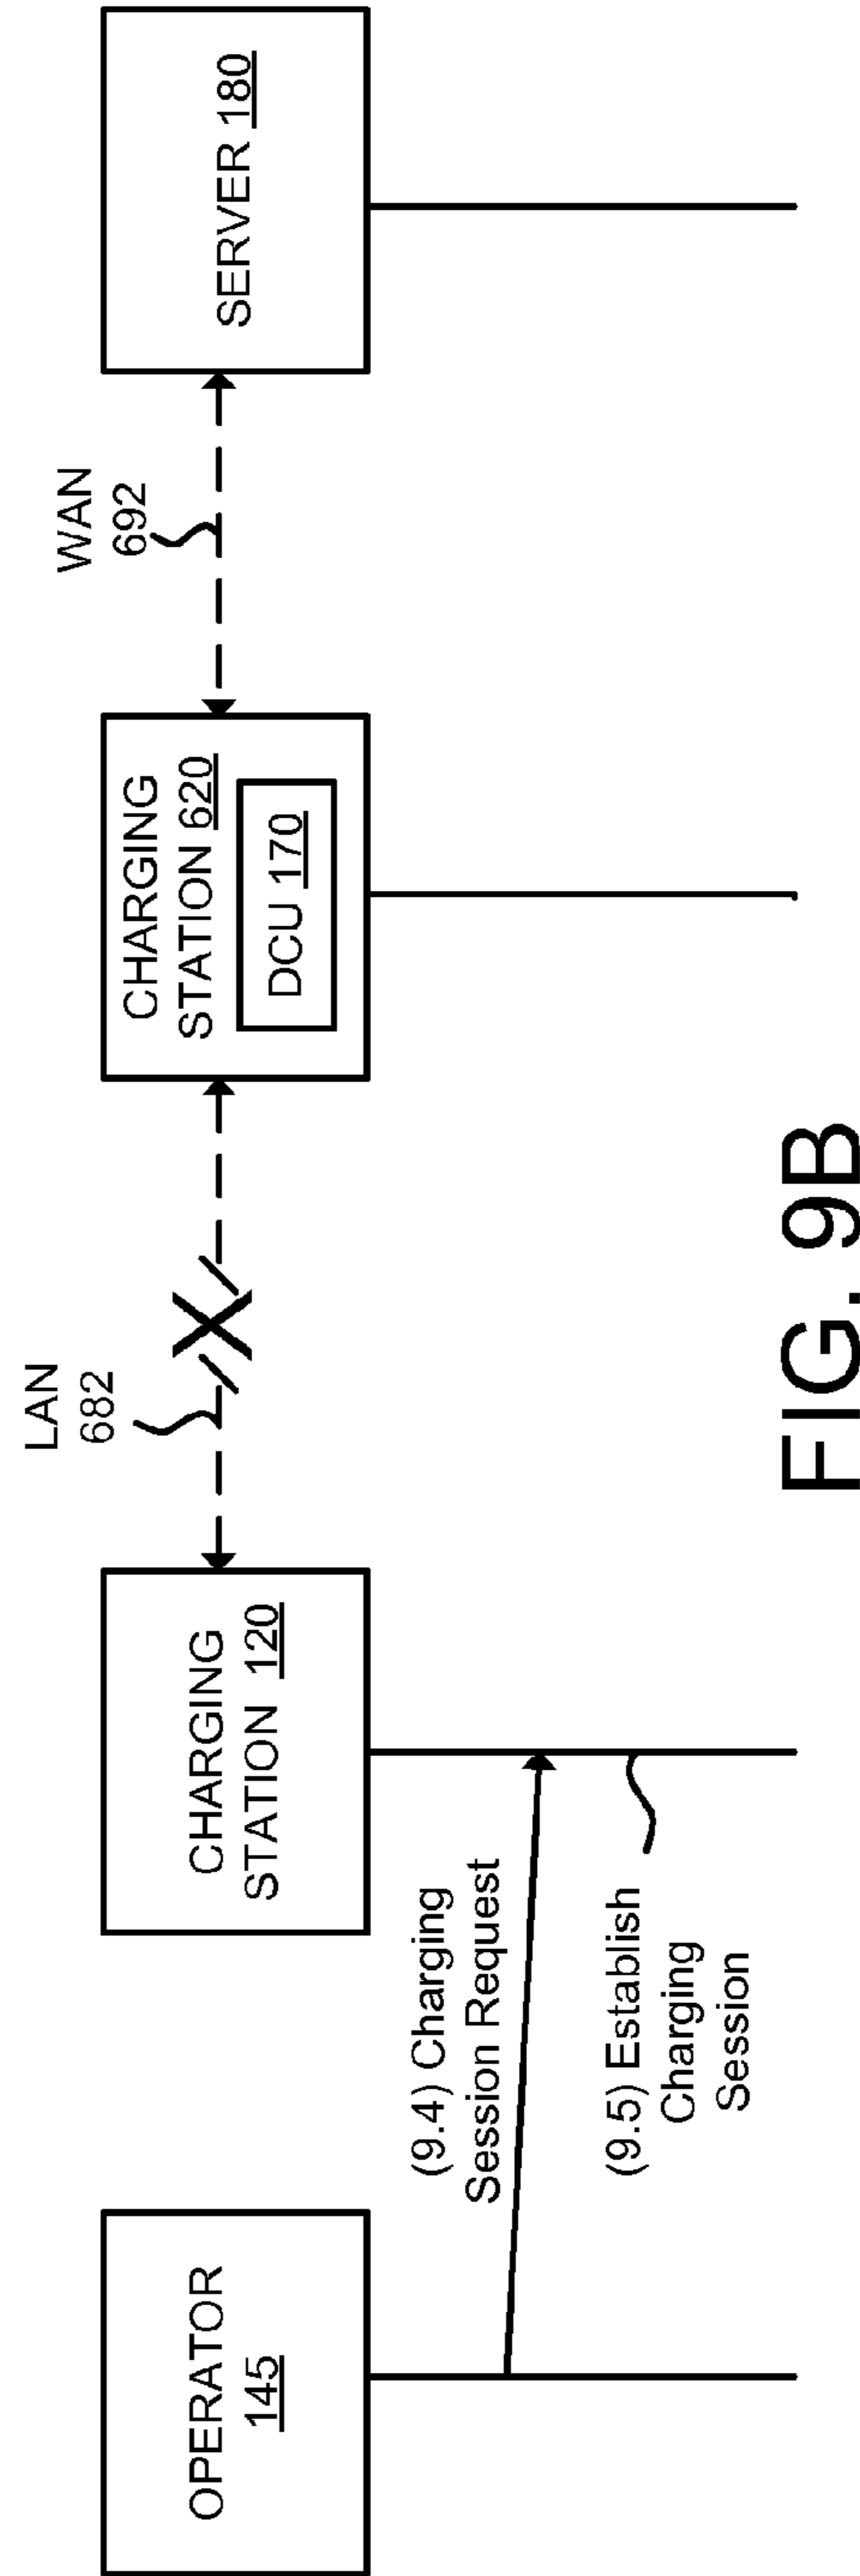 LAN
682
WAN
692
OPERATOR
145
CHARGING
STATION 120
CHARGING
STATION 620
DCU 170
SERVER 180
(9.4) Charging
Session Request
(9.5) Establish
Charging
Session
FIG. 9B